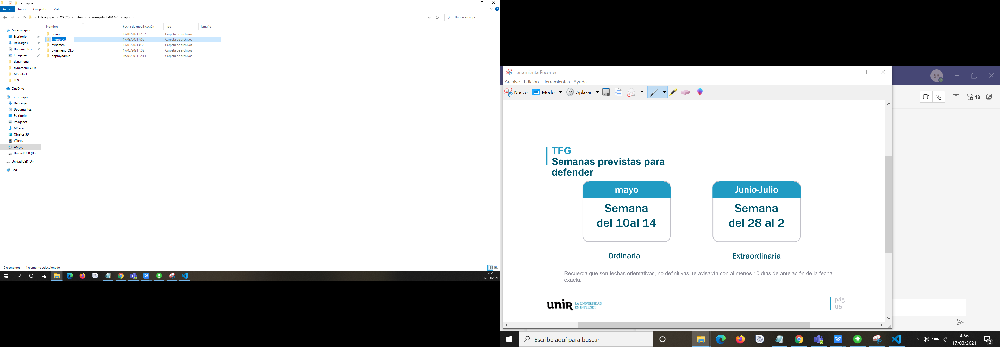 apps
Archivo
Inicio
Compartir
Vista
Este equipo > OS (C:) > Bitnami > wampstack-8.0.1-0 > apps >
Buscar en apps
Nombre
Fecha de modificación
Tipo
Tamaño
demo 17/01/2021 12:57 Carpeta de archivos
myproject 17/03/2021 4:55 Carpeta de archivos
dynamenu 17/03/2021 4:38 Carpeta de archivos
dynamenu_OLD 17/03/2021 4:32 Carpeta de archivos
phpmyadmin 16/01/2021 22:14 Carpeta de archivos
Acceso rápido
Escritorio
Descargas
Documentos
Imágenes
dynamenu
dynamenu_OLD
Módulo 1
TFG
OneDrive
Este equipo
Descargas
Documentos
Escritorio
Imágenes
Música
Objetos 3D
Vídeos
OS (C:)
Unidad USB (D:)
Unidad USB (D:)
Red
5 elementos
1 elemento seleccionado
4:56
17/03/2021
Herramienta Recortes
Archivo Edición Herramientas Ayuda
Nuevo Modo Aplazar
SR
18
TFG
Semanas previstas para
defender
mayo
Semana
del 10al 14
Ordinaria
Junio-Julio
Semana
del 28 al 2
Extraordinaria
Recuerda que son fechas orientativas, no definitivas, te avisarán con al menos 10 días de antelación de la fecha
exacta.
unir LA UNIVERSIDAD
EN INTERNET
pág.
05
Escribe aquí para buscar
4:56
17/03/2021
2